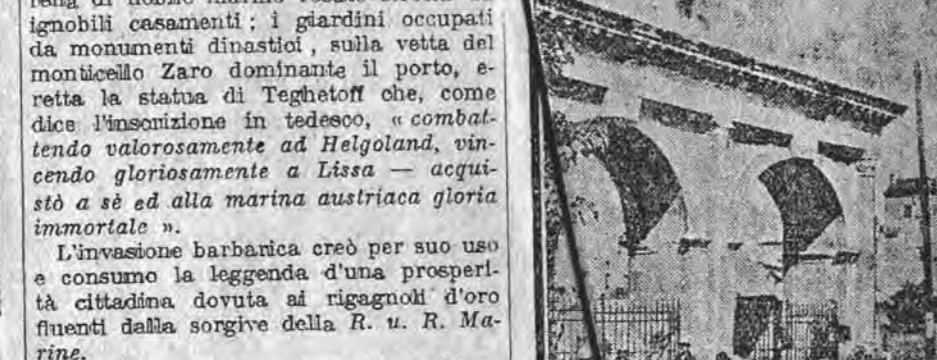 di nobile marmo
ignobili casamenti ; i giardini occupati
da monumenti dinastici , sulla vetta del
monticello Zaro dominante il porto, e-
retta la statua di Teghetoff che, come
dice l'inscrizione in tedesco, « combat-
tendo valorosamente ad Helgoland, vin-
cendo gloriosamente a Lissa — acqui-
stò a sè ed alla marina austriaca gloria
immortale ».
L'invasione barbarica creò per suo uso
e consumo la leggenda d'una prosperi-
tà cittadina dovuta ai rigagnoli d'oro
fluenti dalla sorgive della R. u. R. Ma-
rine.